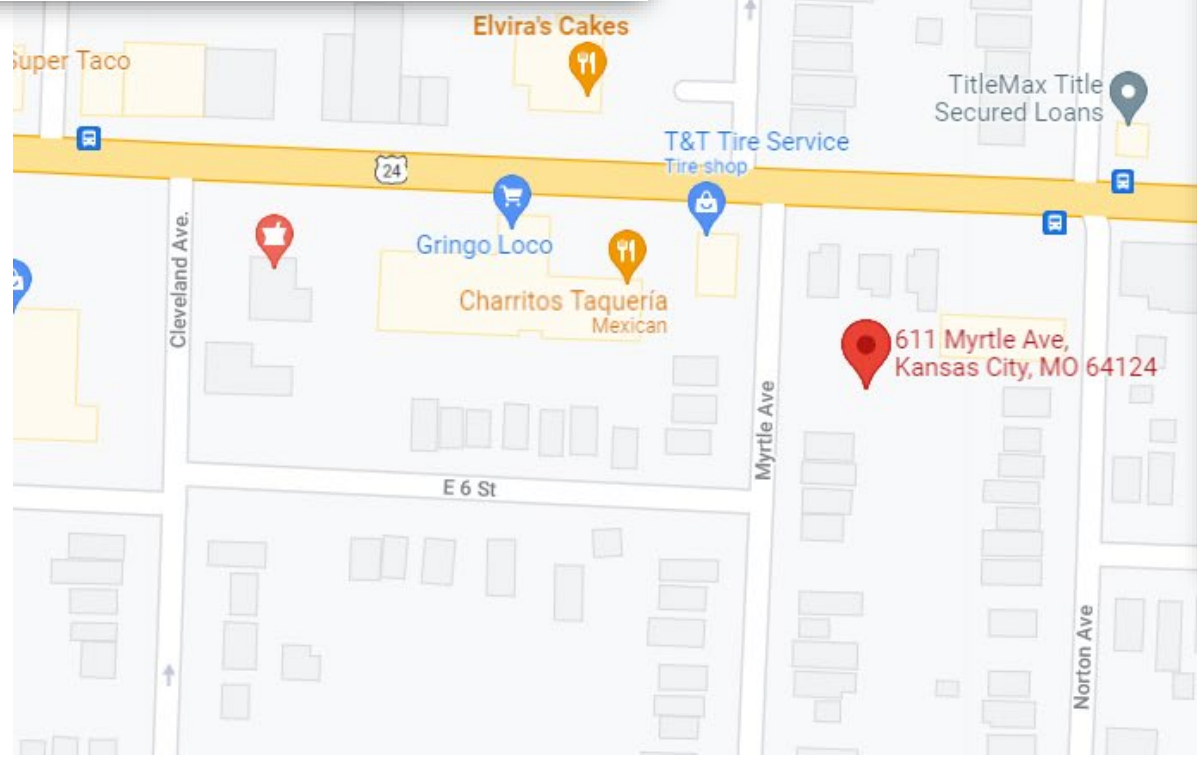 Elvira's Cakes
Super Taco
TitleMax Title
Secured Loans
T&T Tire Service
Tire shop
24
Cleveland Ave.
Gringo Loco
Charritos Taquería
Mexican
611 Myrtle Ave,
Kansas City, MO 64124
Myrtle Ave
E 6 St
Norton Ave